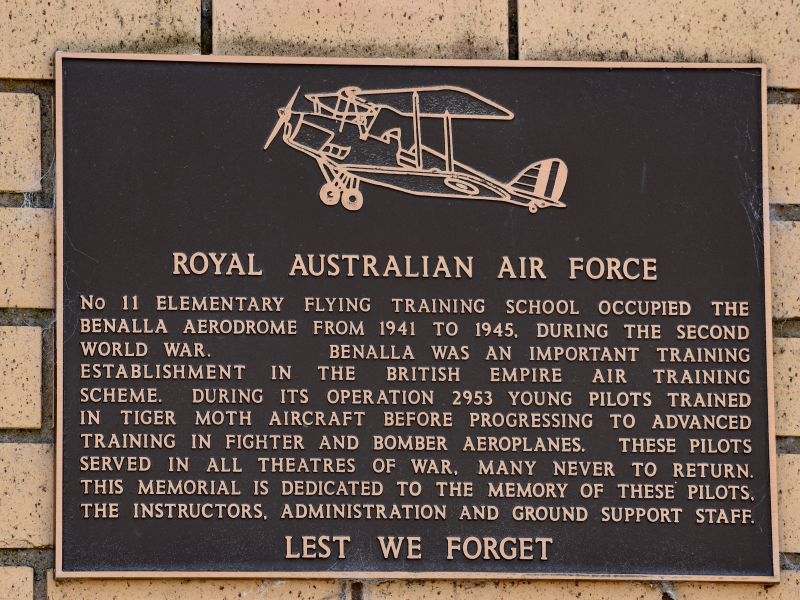 ROYAL AUSTRALIAN AIR FORCE
No 11 ELEMENTARY FLYING TRAINING SCHOOL OCCUPIED THE
BENALLA AERODROME FROM 1941 TO 1945, DURING THE SECOND
WORLD WAR. BENALLA WAS AN IMPORTANT TRAINING
ESTABLISHMENT IN THE BRITISH EMPIRE AIR TRAINING
SCHEME. DURING ITS OPERATION 2953 YOUNG PILOTS TRAINED
IN TIGER MOTH AIRCRAFT BEFORE PROGRESSING TO ADVANCED
TRAINING IN FIGHTER AND BOMBER AEROPLANES. THESE PILOTS
SERVED IN ALL THEATRES OF WAR, MANY NEVER TO RETURN.
THIS MEMORIAL IS DEDICATED TO THE MEMORY OF THESE PILOTS,
THE INSTRUCTORS, ADMINISTRATION AND GROUND SUPPORT STAFF.
LEST WE FORGET